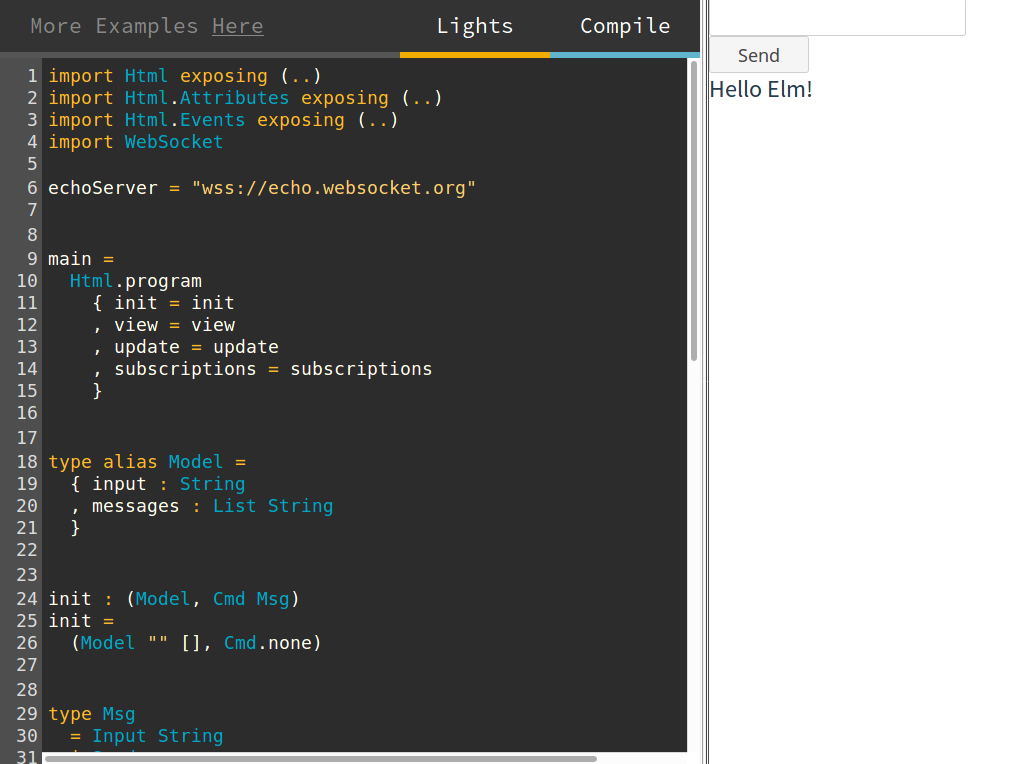 More Examples Here Lights Compile
1 import Html exposing (..)
2 import Html.Attributes exposing (..)
3 import Html.Events exposing (..)
4 import WebSocket
5
6 echoServer = "wss://echo.websocket.org"
7
8
9 main =
10   Html.program
11     { init = init
12     , view = view
13     , update = update
14     , subscriptions = subscriptions
15     }
16
17
18 type alias Model =
19   { input : String
20   , messages : List String
21   }
22
23
24 init : (Model, Cmd Msg)
25 init =
26   (Model "" [], Cmd.none)
27
28
29 type Msg
30   = Input String
31
Send
Hello Elm!